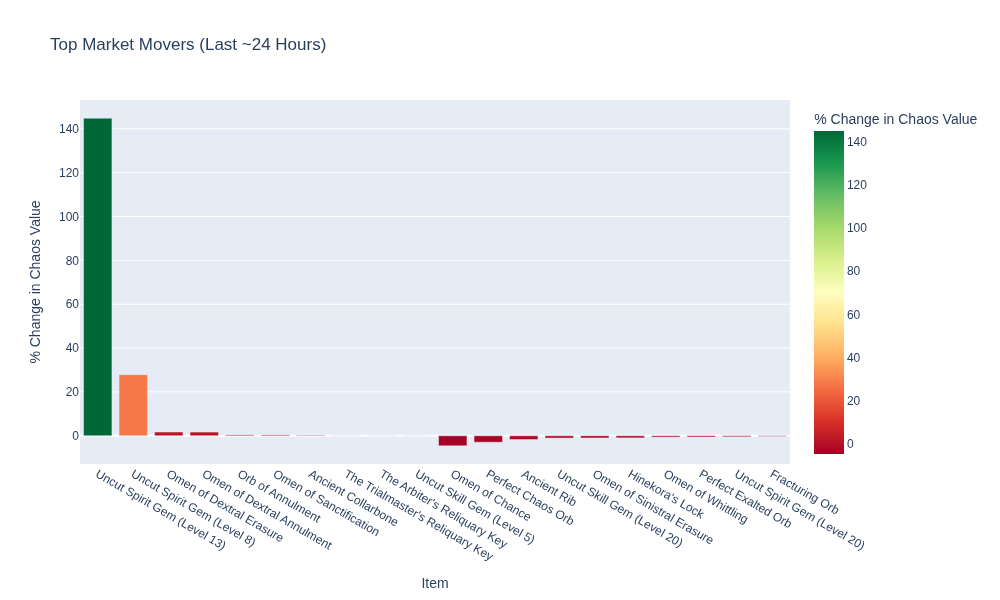 Top Market Movers (Last ~24 Hours)
% Change in Chaos Value
140
120
100
80
60
40
20
0
% Change in Chaos Value
140
120
100
80
60
40
20
0
Uncut Spirit Gem (Level 13)
Uncut Spirit Gem (Level 8)
Omen of Dextral Erasure
Omen of Dextral Annulment
Orb of Annulment
Omen of Sanctification
Ancient Collarbone
The Trialmaster's Reliquary Key
The Arbiter's Reliquary Key
Uncut Skill Gem (Level 5)
Omen of Chance
Perfect Chaos Orb
Ancient Rib
Uncut Skill Gem (Level 20)
Omen of Sinistral Erasure
Hinekora's Lock
Omen of Whittling
Perfect Exalted Orb
Uncut Spirit Gem (Level 20)
Fracturing Orb
Item